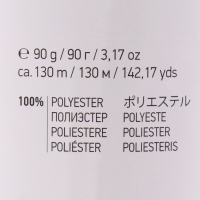 ℮ 90 g / 90 г / 3,17 oz
ca. 130 m / 130 м / 142,17 yds
100% POLYESTER ポリエステル
ПОЛИЭСТЕР POLYESTE
POLIESTERE POLIESTER
POLIÉSTER POLIESTERIS